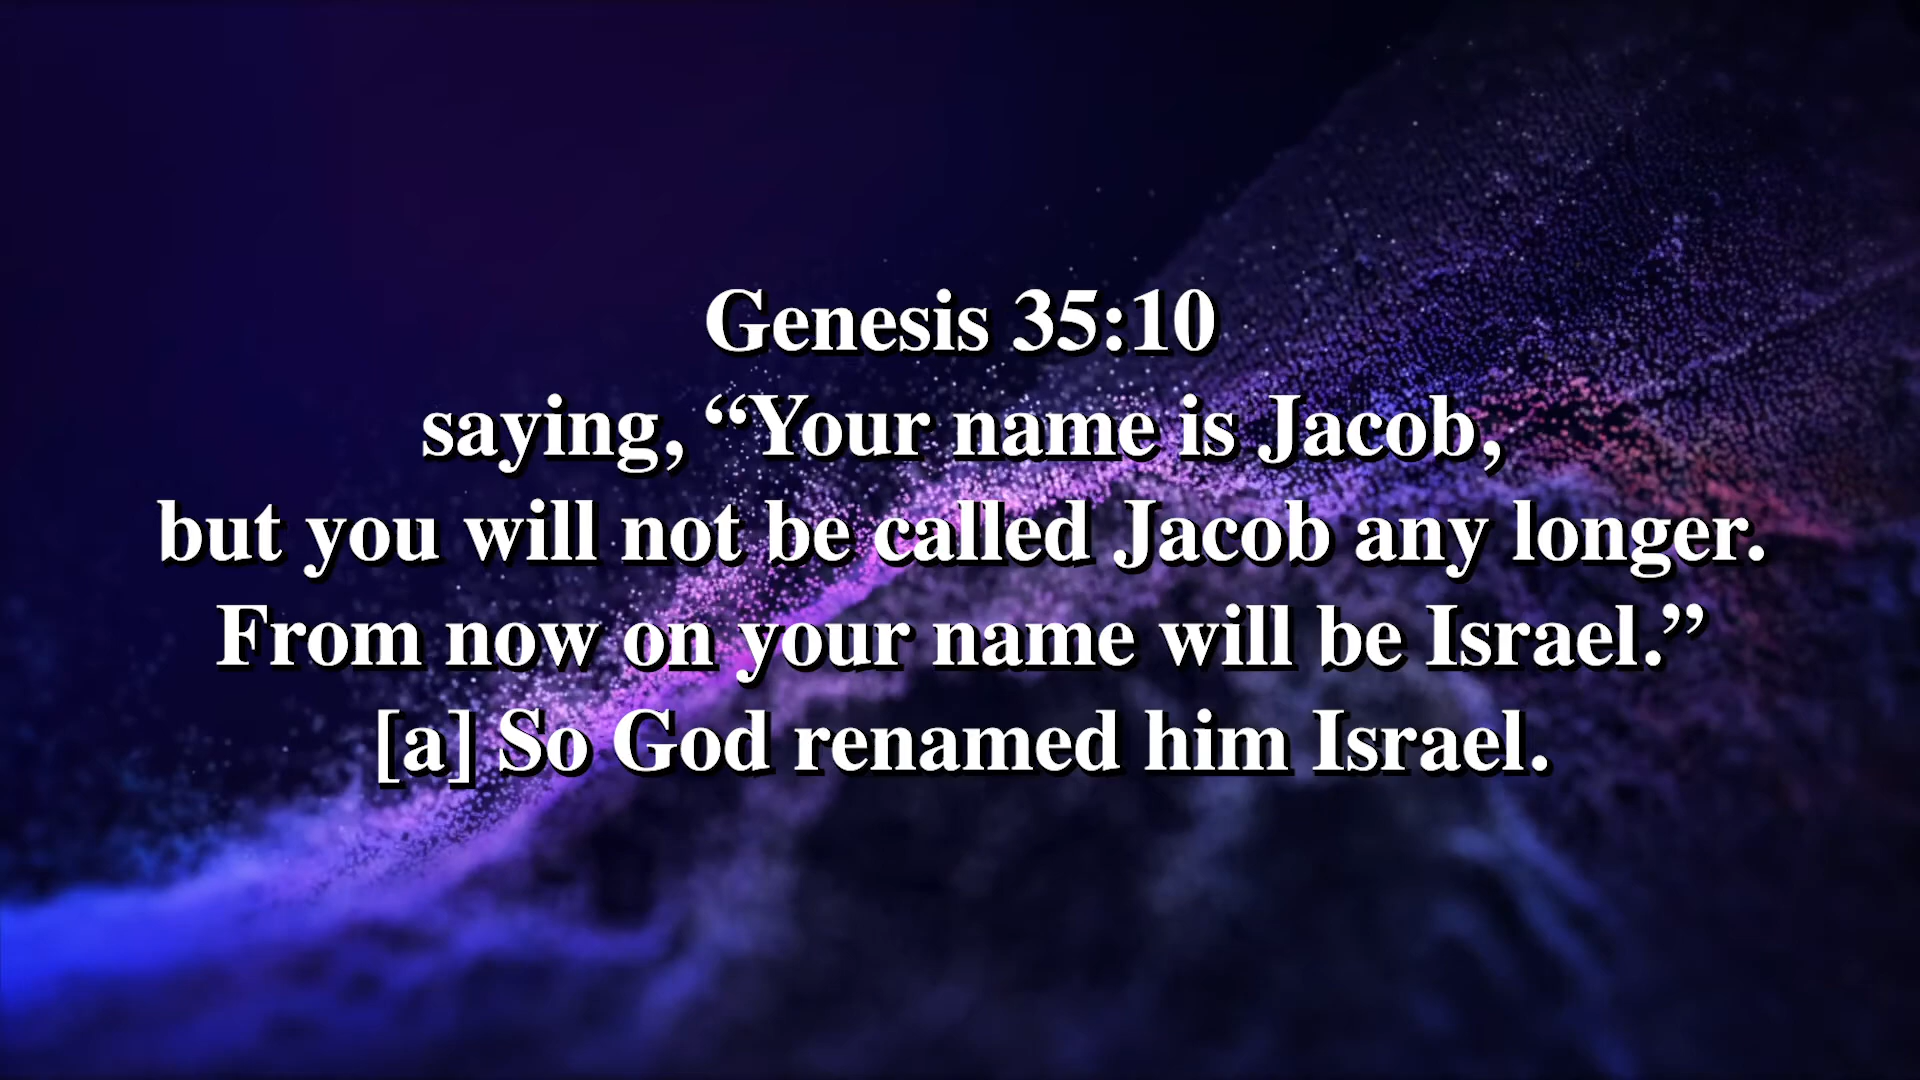 Genesis 35:10
saying, “Your name is Jacob,
but you will not be called Jacob any longer.
From now on your name will be Israel.”
[a] So God renamed him Israel.